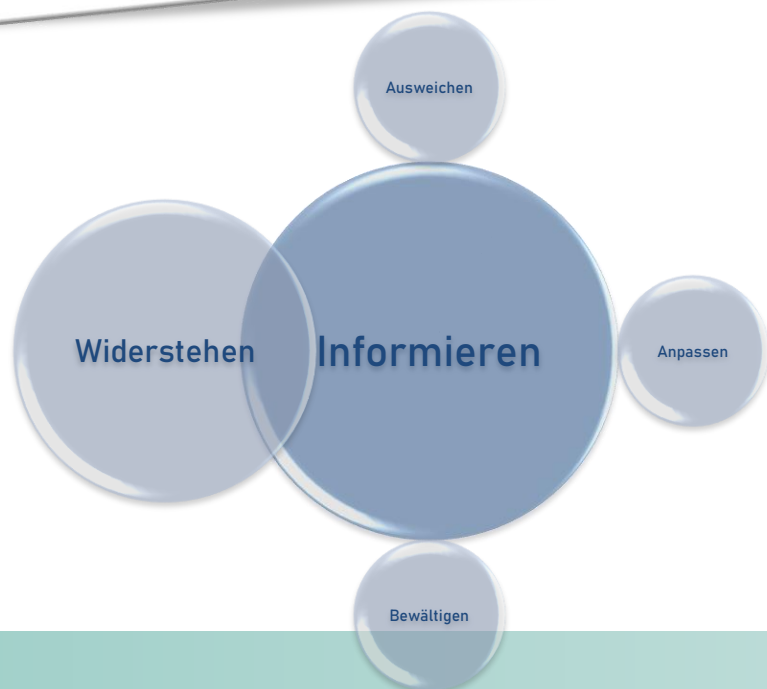 Ausweichen
Widerstehen
Informieren
Anpassen
Bewältigen